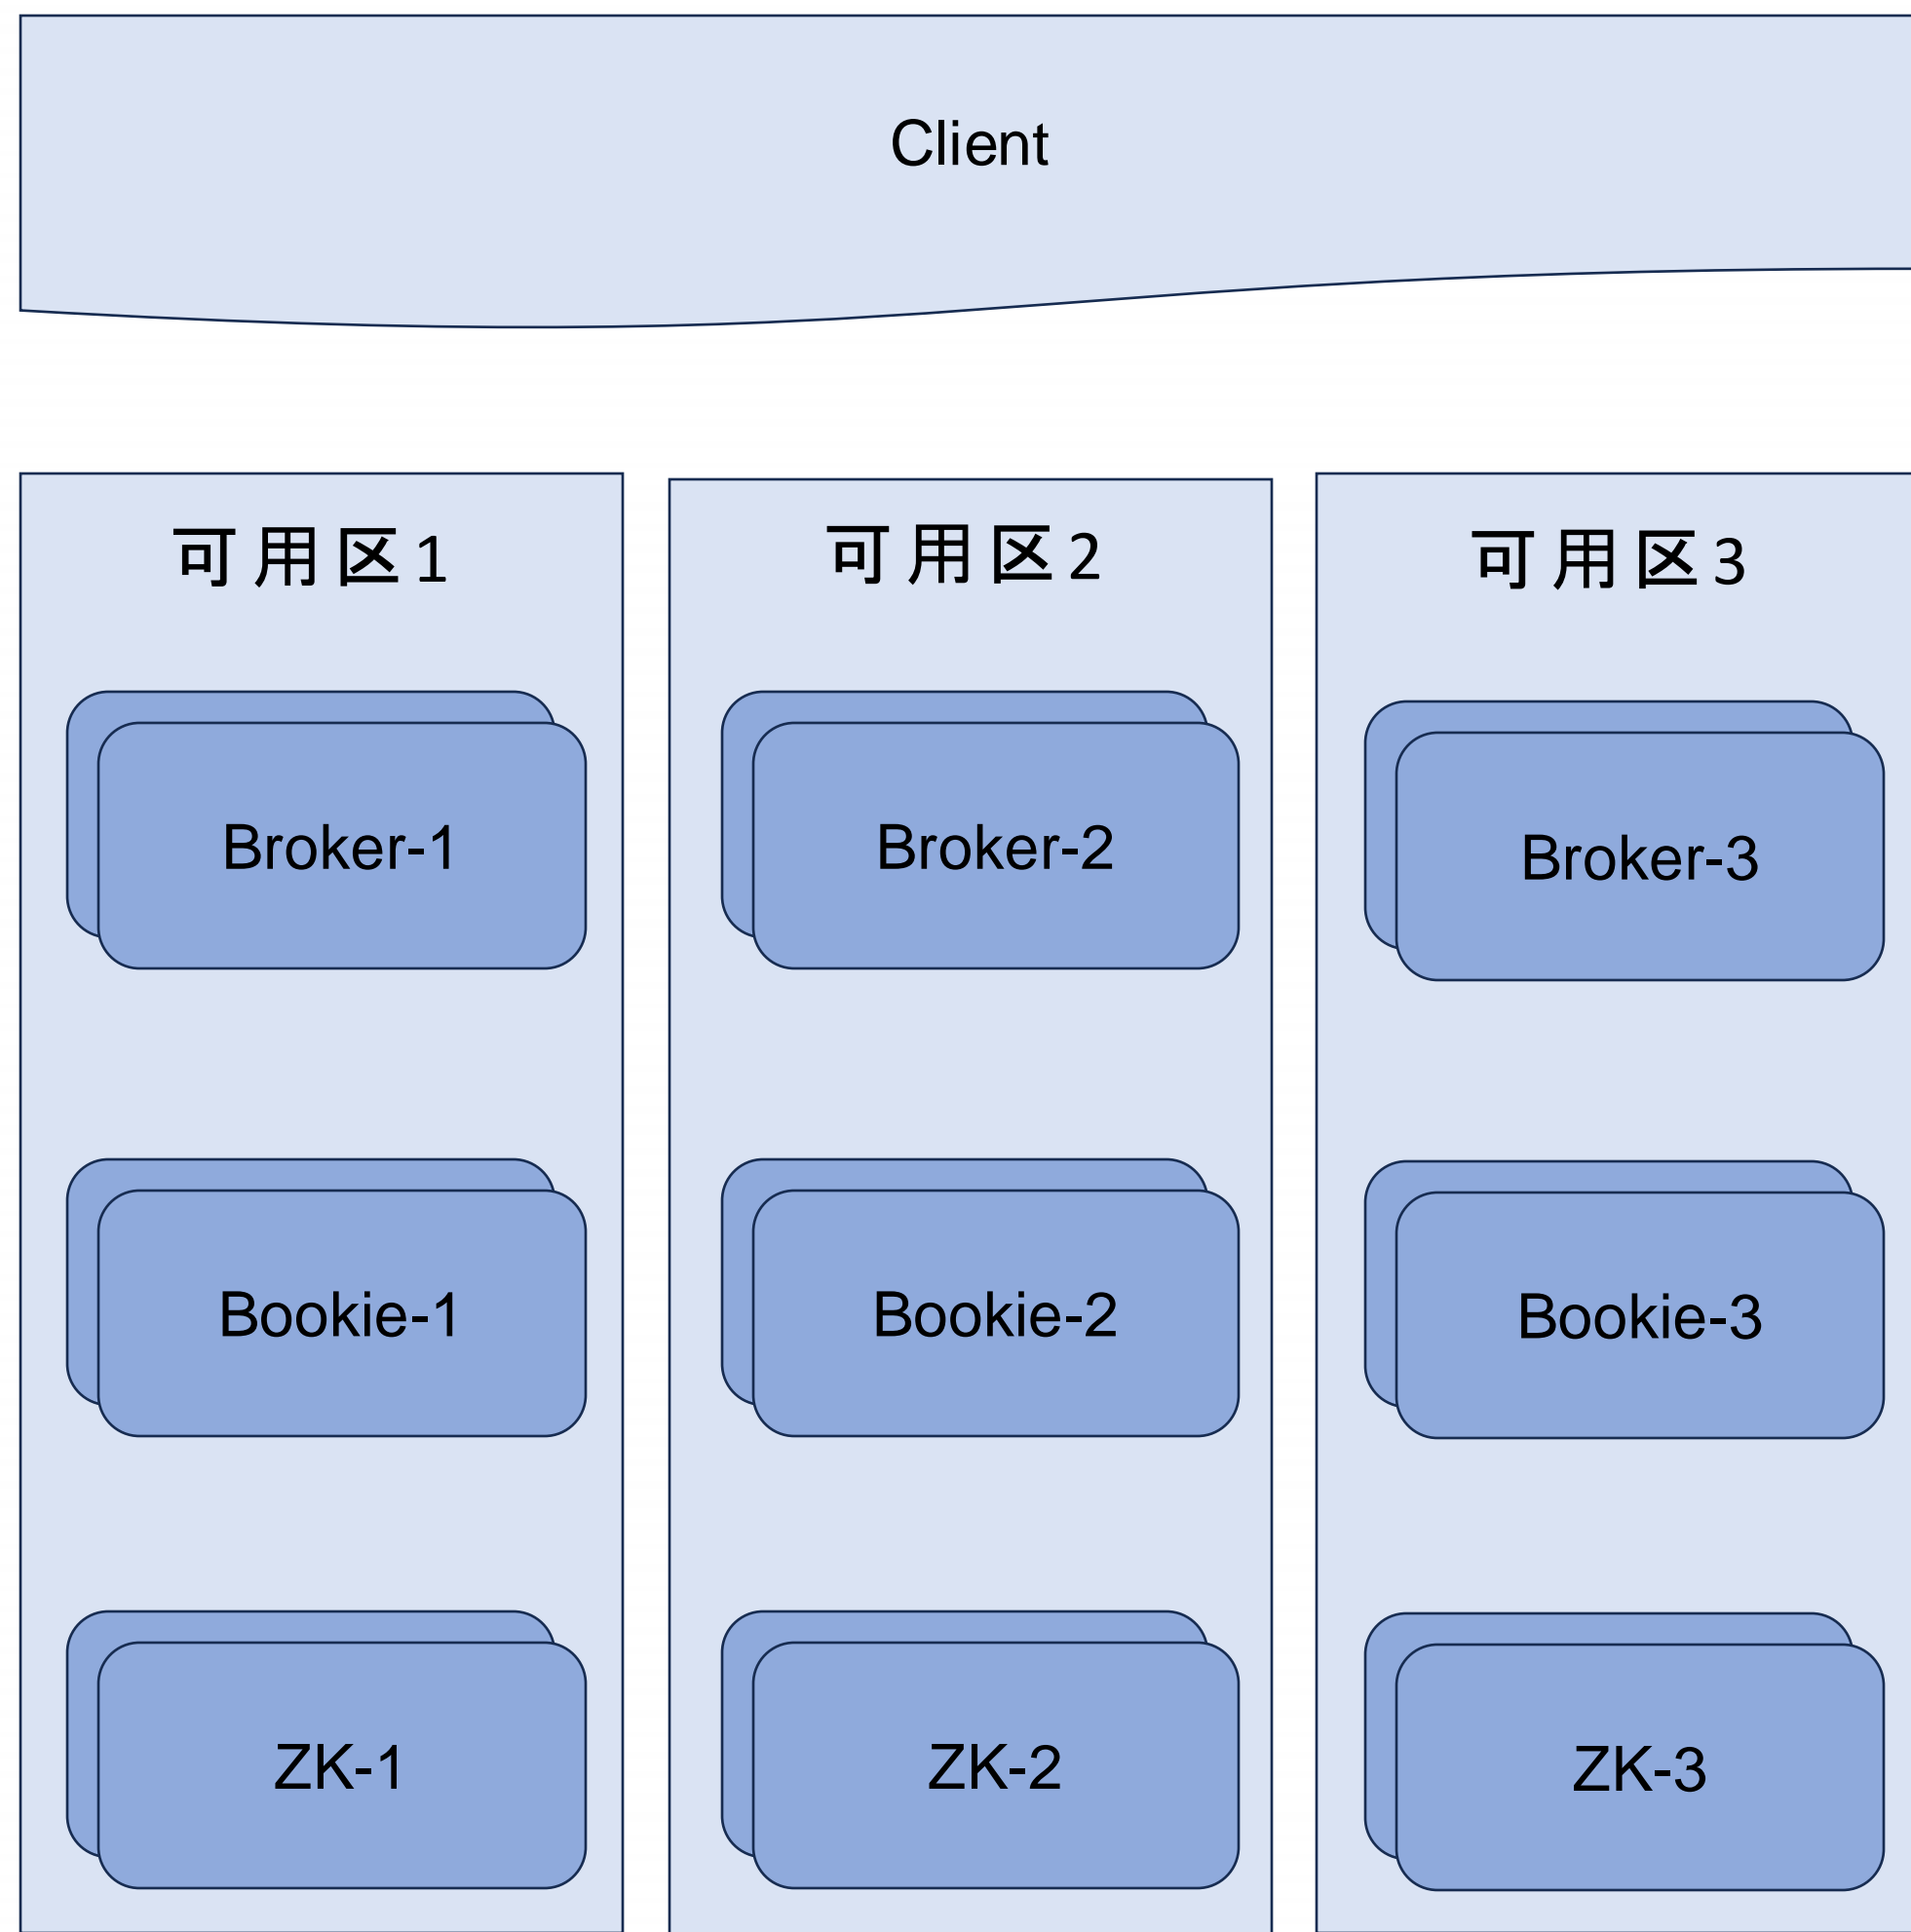 Client
可用区1
可用区2
可用区3
Broker-1
Broker-2
Broker-3
Bookie-1
Bookie-2
Bookie-3
ZK-1
ZK-2
ZK-3